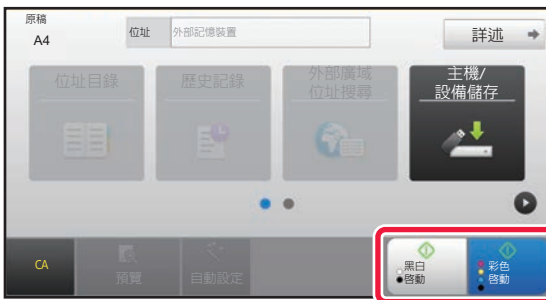 原稿
A4
位址
外部記憶裝置
詳述
位址目錄
歷史記錄
外部廣域
位址搜尋
主機/
設備儲存
CA
預覽
自動設定
黑白
啓動
彩色
啓動